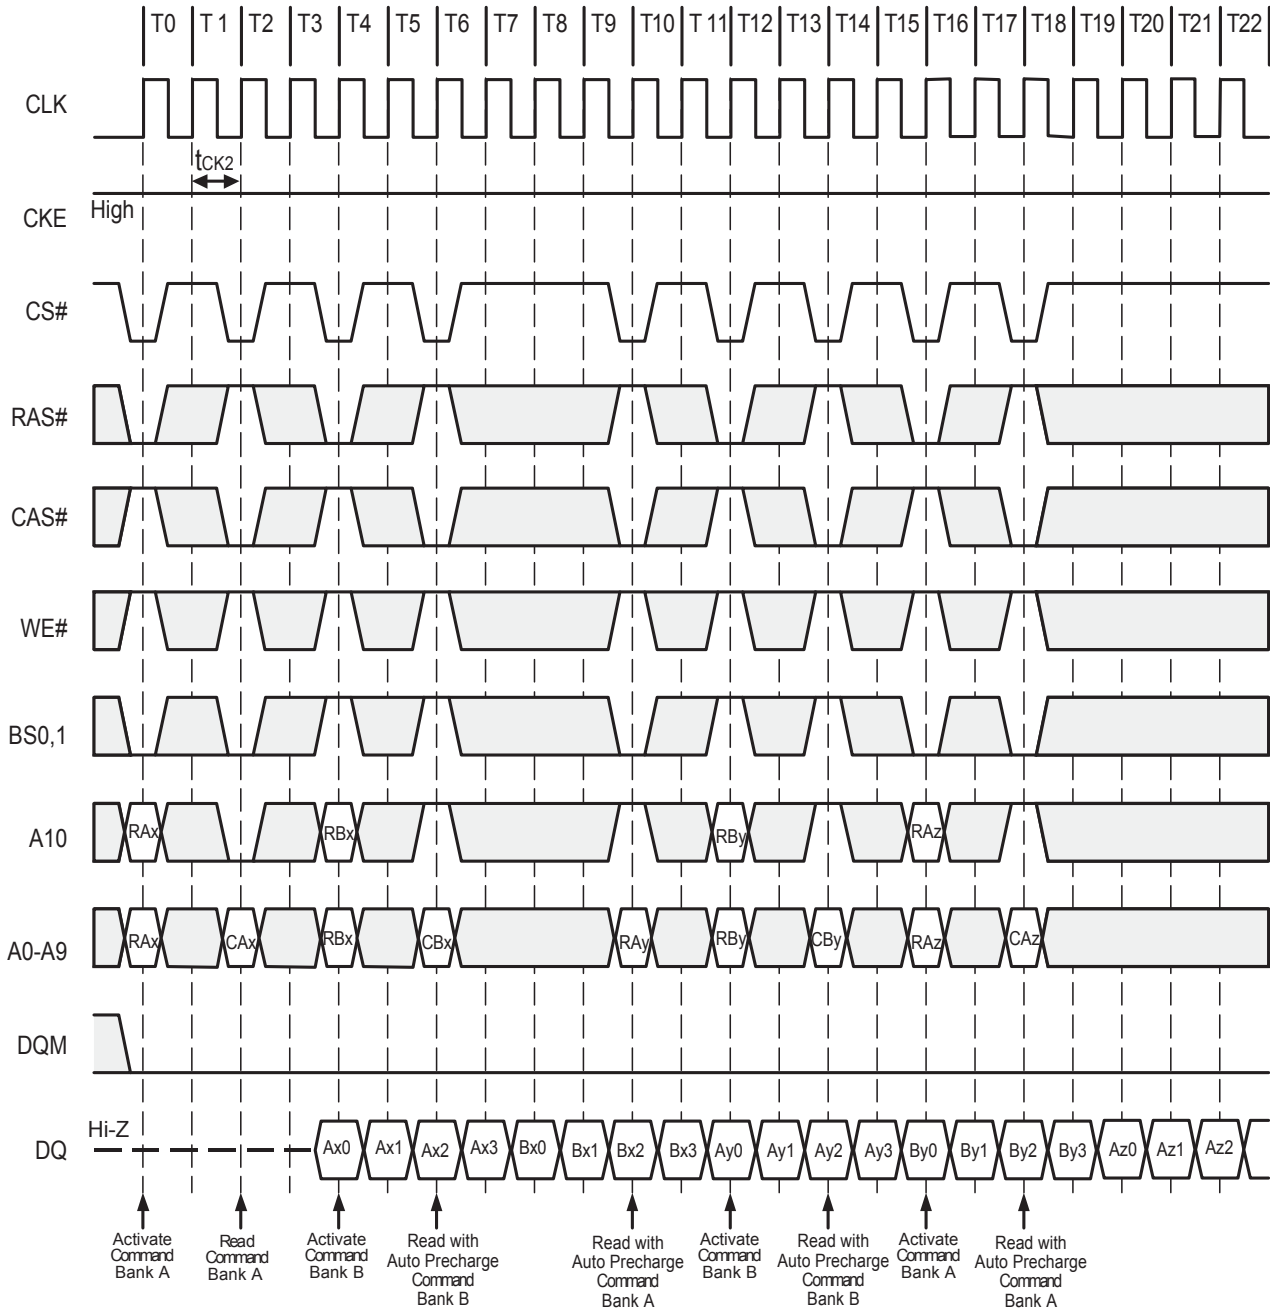 T0 T 1 T2 T3 T4 T5 T6 T7 T8 T9 T10 T 11 T12 T13 T14 T15 T16 T17 T18 T19 T20 T21 T22
CLK
tCK2
CKE High
CS#
RAS#
CAS#
WE#
BS0,1
A10 RAx RBx RBy RAz
A0-A9 RAx CAx RBx CBx RAy RBy CBy RAz CAz
DQM
DQ Hi-Z Ax0 Ax1 Ax2 Ax3 Bx0 Bx1 Bx2 Bx3 Ay0 Ay1 Ay2 Ay3 By0 By1 By2 By3 Az0 Az1 Az2
Activate
Command
Bank A
Read
Command
Bank A
Activate
Command
Bank B
Read with
Auto Precharge
Command
Bank B
Read with
Auto Precharge
Command
Bank A
Activate
Command
Bank B
Read with
Auto Precharge
Command
Bank B
Activate
Command
Bank A
Read with
Auto Precharge
Command
Bank A